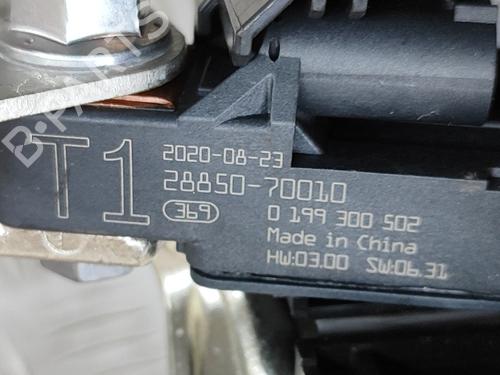 B-PARTS
T1
2020-08-23
28850-70010
369
0 199 300 502
Made in China
HW:03.00 SW:06.31